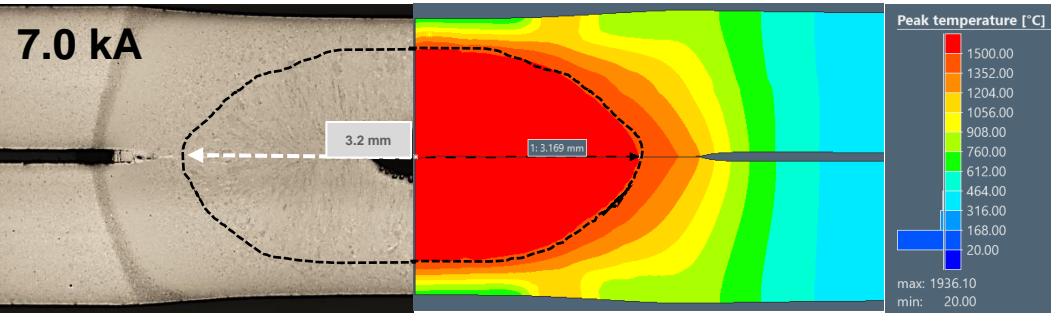 7.0 kA
3.2 mm
1: 3.169 mm
Peak temperature [°C]
1500.00
1352.00
1204.00
1056.00
908.00
760.00
612.00
464.00
316.00
168.00
20.00
max: 1936.10
min: 20.00